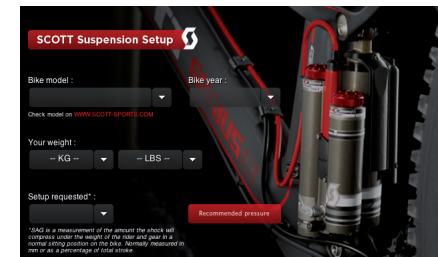 SCOTT Suspension Setup
Bike model :
Bike year :
Check model on WWW.SCOTT-SPORTS.COM
Your weight :
-- KG --
-- LBS --
Setup requested* :
Recommended pressure
*SAG is a measurement of the amount the shock will
compress under the weight of the rider and gear in a
normal sitting position on the bike. Normally measured in
mm or as a percentage of total stroke.